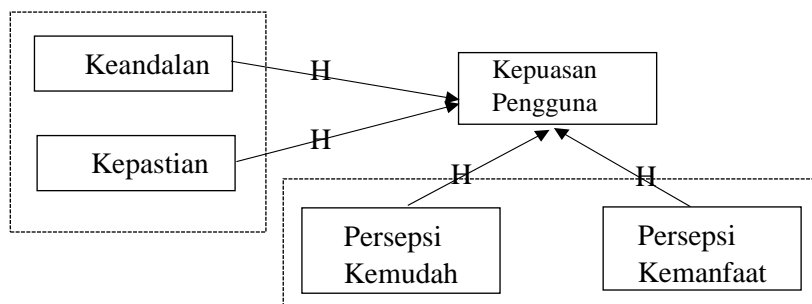 Keandalan
H
Kepuasan
Pengguna
Kepastian
H
H
H
Persepsi
Kemudah
Persepsi
Kemanfaat